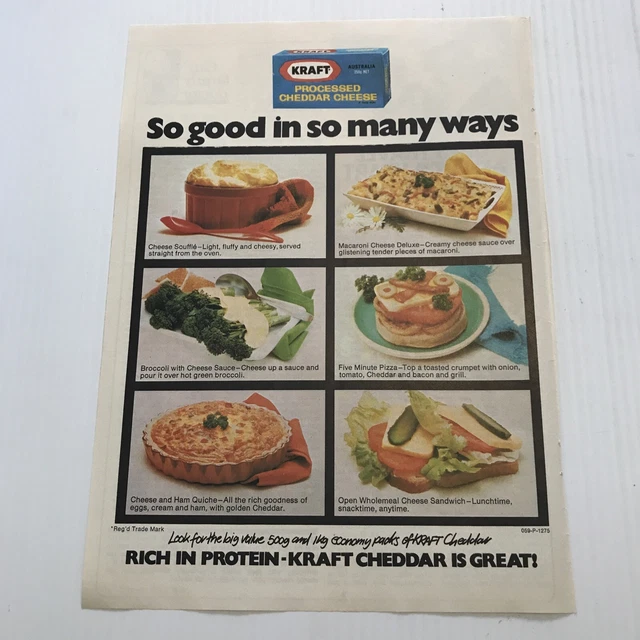 KRAFT
KRAFT
AUSTRALIA
PROCESSED
CHEDDAR CHEESE
So good in so many ways
Cheese Soufflé—Light, fluffy and cheesy, served
straight from the oven.
Macaroni Cheese Deluxe—Creamy cheese sauce over
glistening tender pieces of macaroni.
Broccoli with Cheese Sauce—Cheese up a sauce and
pour it over hot green broccoli.
Five Minute Pizza—Top a toasted crumpet with onion,
tomato, Cheddar and bacon and grill.
Cheese and Ham Quiche—All the rich goodness of
eggs, cream and ham, with golden Cheddar.
Open Wholemeal Cheese Sandwich—Lunchtime,
snacktime, anytime.
*Reg'd Trade Mark
059-P-1275
Look for the big value 500g and 1kg economy packs of KRAFT Cheddar
RICH IN PROTEIN-KRAFT CHEDDAR IS GREAT!